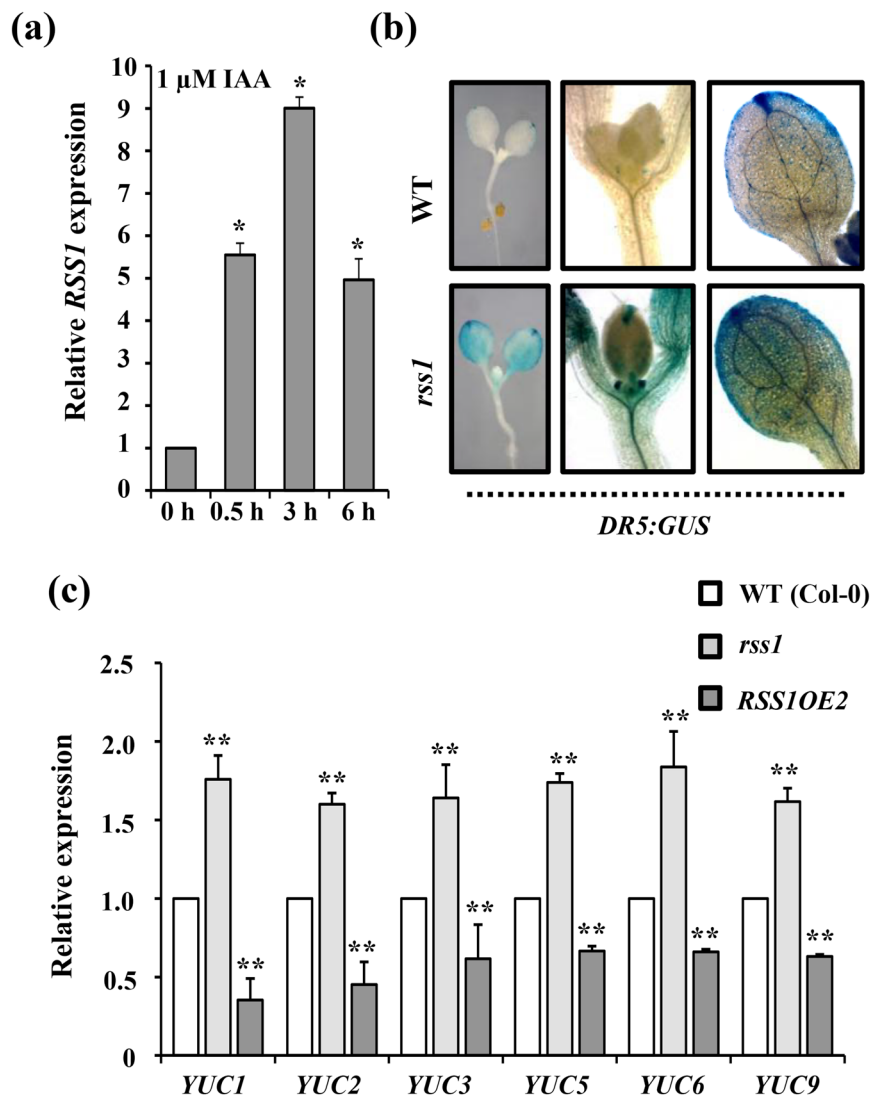 (a)
1 µM IAA
Relative RSS1 expression
10
9
8
7
6
5
4
3
2
1
0
*
*
*
0 h 0.5 h 3 h 6 h
(b)
WT
rss1
DR5:GUS
(c)
WT (Col-0)
rss1
RSS1OE2
Relative expression
2.5
2.0
1.5
1.0
0.5
0
** ** ** ** ** **
** ** ** ** ** **
YUC1 YUC2 YUC3 YUC5 YUC6 YUC9